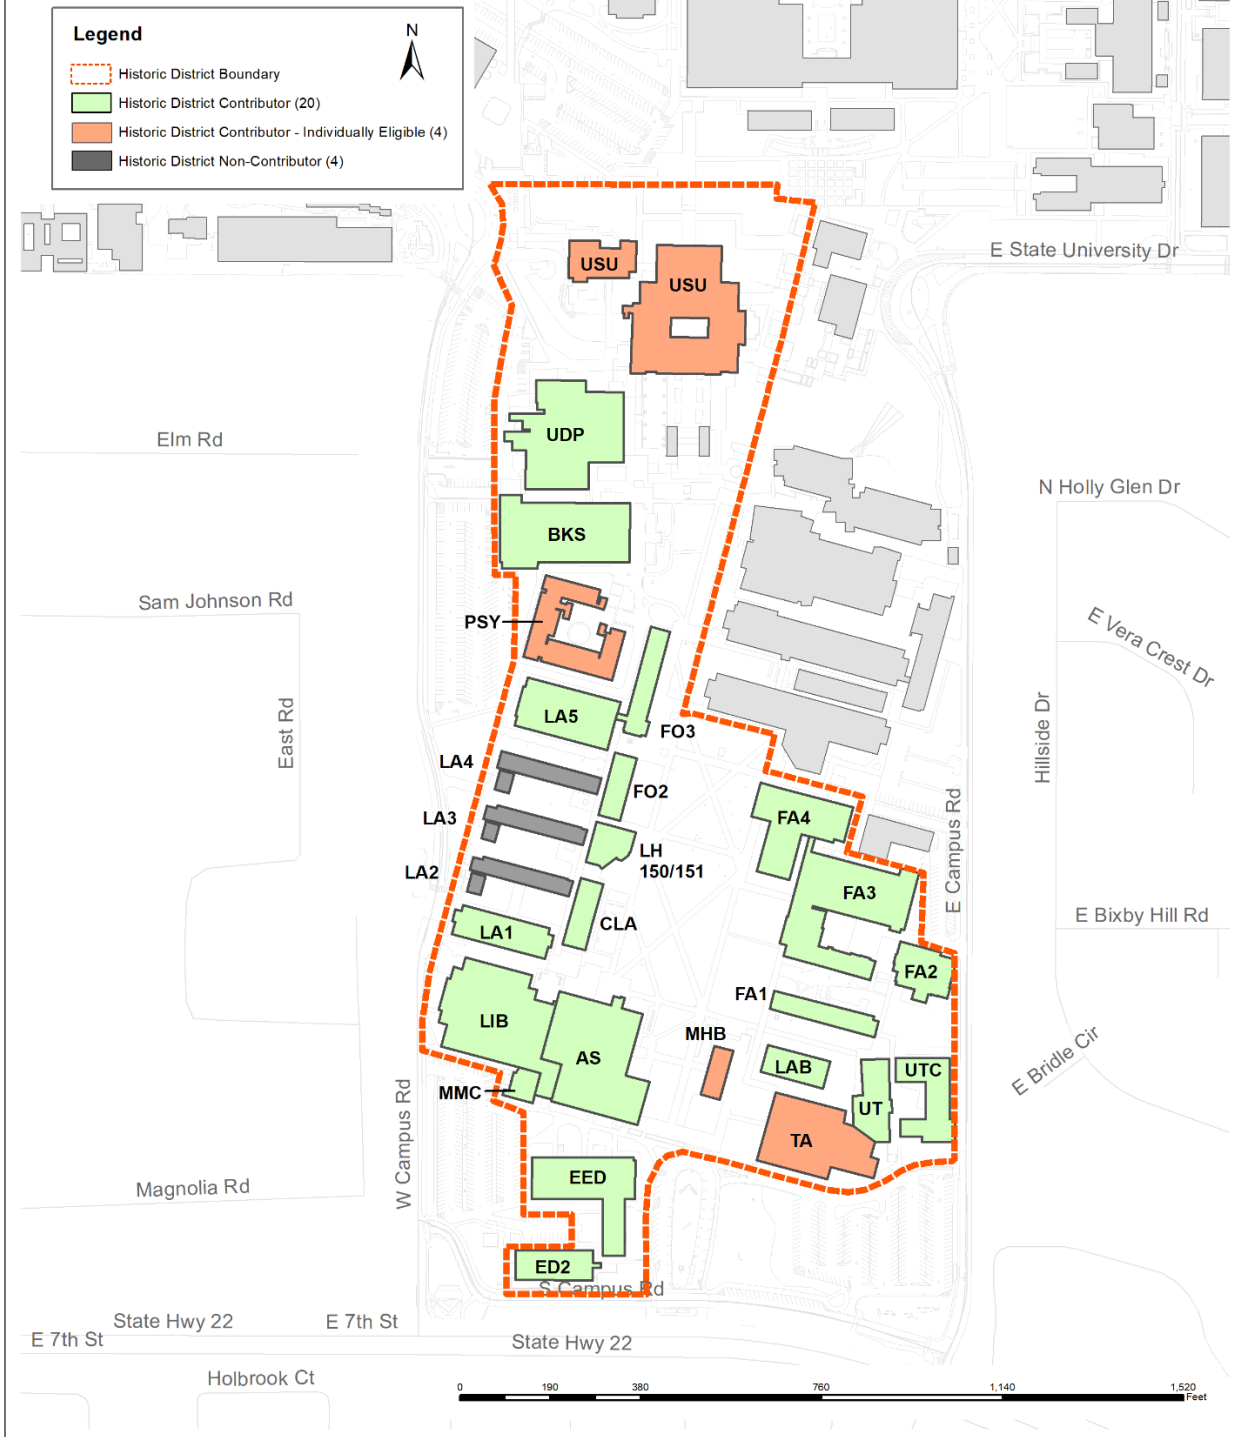 Legend
N
Historic District Boundary
Historic District Contributor (20)
Historic District Contributor - Individually Eligible (4)
Historic District Non-Contributor (4)
E State University Dr
USU
USU
Elm Rd
UDP
N Holly Glen Dr
BKS
Sam Johnson Rd
PSY
E Vera Crest Dr
East Rd
LA5
FO3
Hillside Dr
LA4
FO2
LA3
FA4
LH
150/151
E Campus Rd
LA2
FA3
CLA
E Bixby Hill Rd
LA1
FA2
FA1
LIB
MHB
AS
LAB
UTC
E Bridle Cir
MMC
UT
W Campus Rd
TA
EED
Magnolia Rd
ED2
S Campus Rd
State Hwy 22
E 7th St
E 7th St
State Hwy 22
Holbrook Ct
0 190 380 760 1,140 1,520
Feet